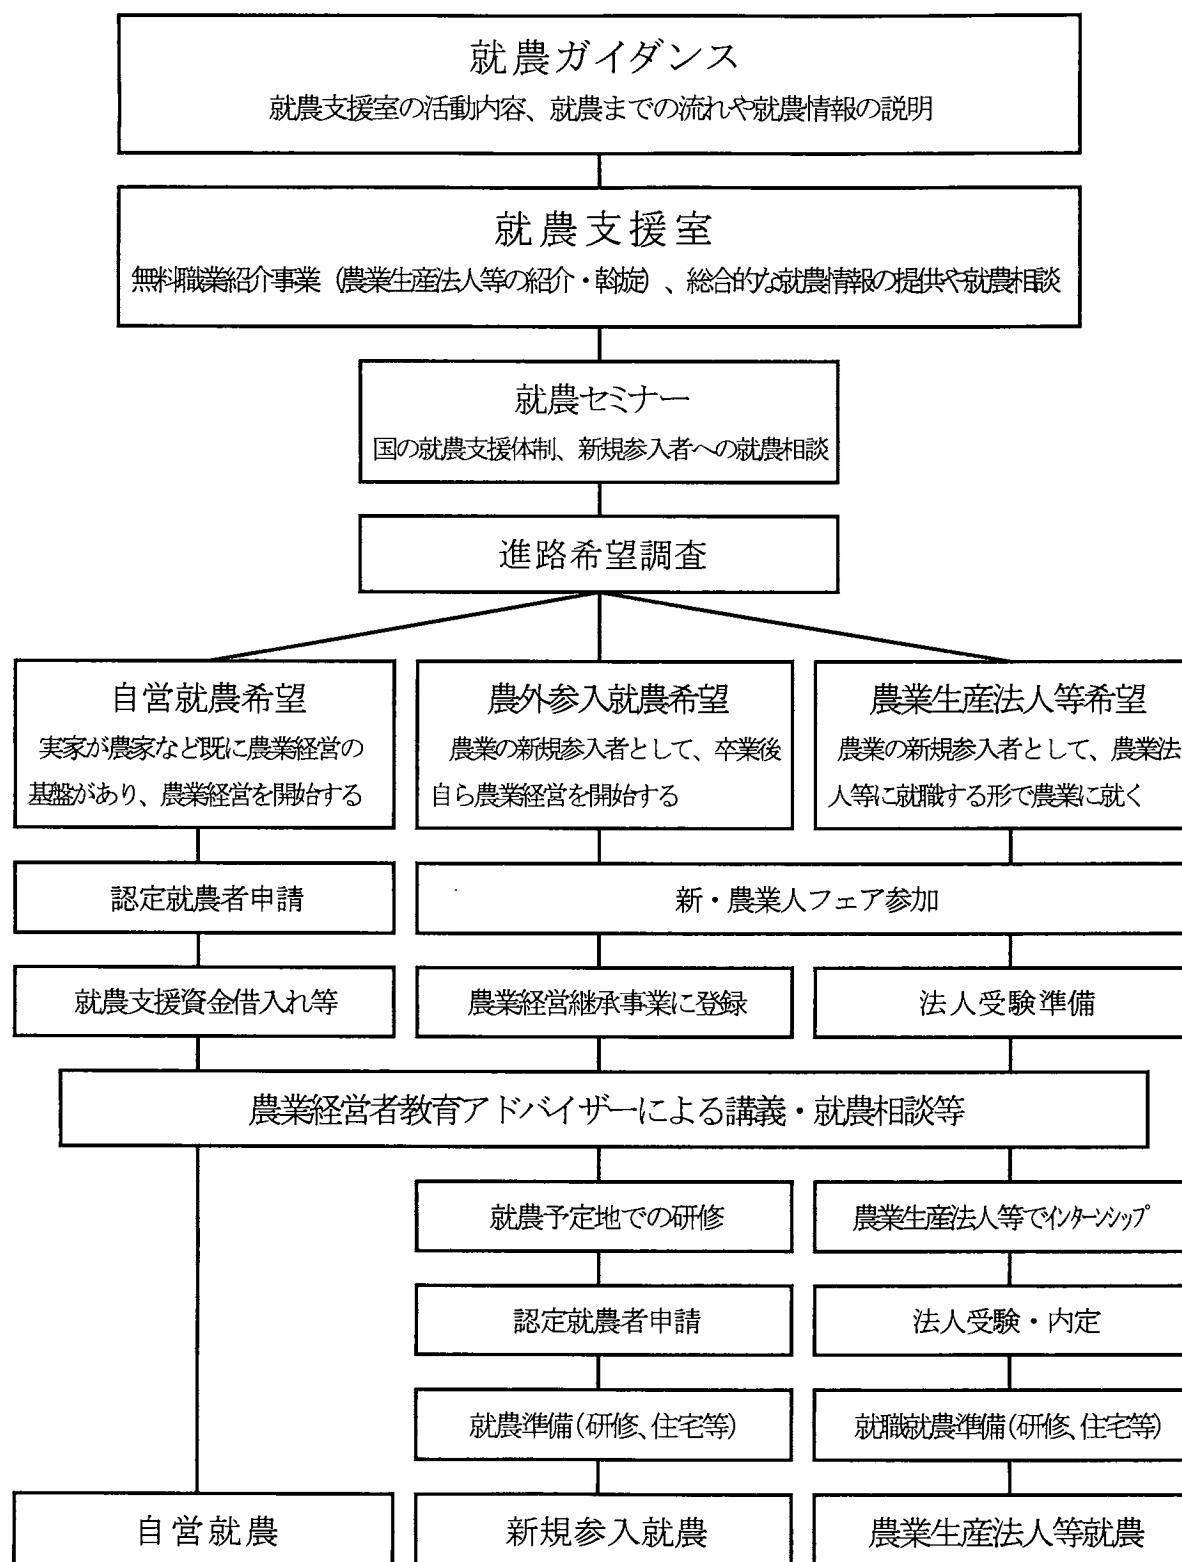 就農ガイダンス
就農支援室の活動内容、就農までの流れや就農情報の説明
就農支援室
無料職業紹介事業（農業生産法人等の紹介・斡旋）、総合的な就農情報の提供や就農相談
就農セミナー
国の就農支援体制、新規参入者への就農相談
進路希望調査
自営就農希望
実家が農家など既に農業経営の
基盤があり、農業経営を開始する
農外参入就農希望
農業の新規参入者として、卒業後
自ら農業経営を開始する
農業生産法人等希望
農業の新規参入者として、農業法
人等に就職する形で農業に就く
認定就農者申請
新・農業人フェア参加
就農支援資金借入れ等
農業経営継承事業に登録
法人受験準備
農業経営者教育アドバイザーによる講義・就農相談等
就農予定地での研修
農業生産法人等でインターンシップ
認定就農者申請
法人受験・内定
就農準備(研修、住宅等)
就職就農準備(研修、住宅等)
自営就農
新規参入就農
農業生産法人等就農